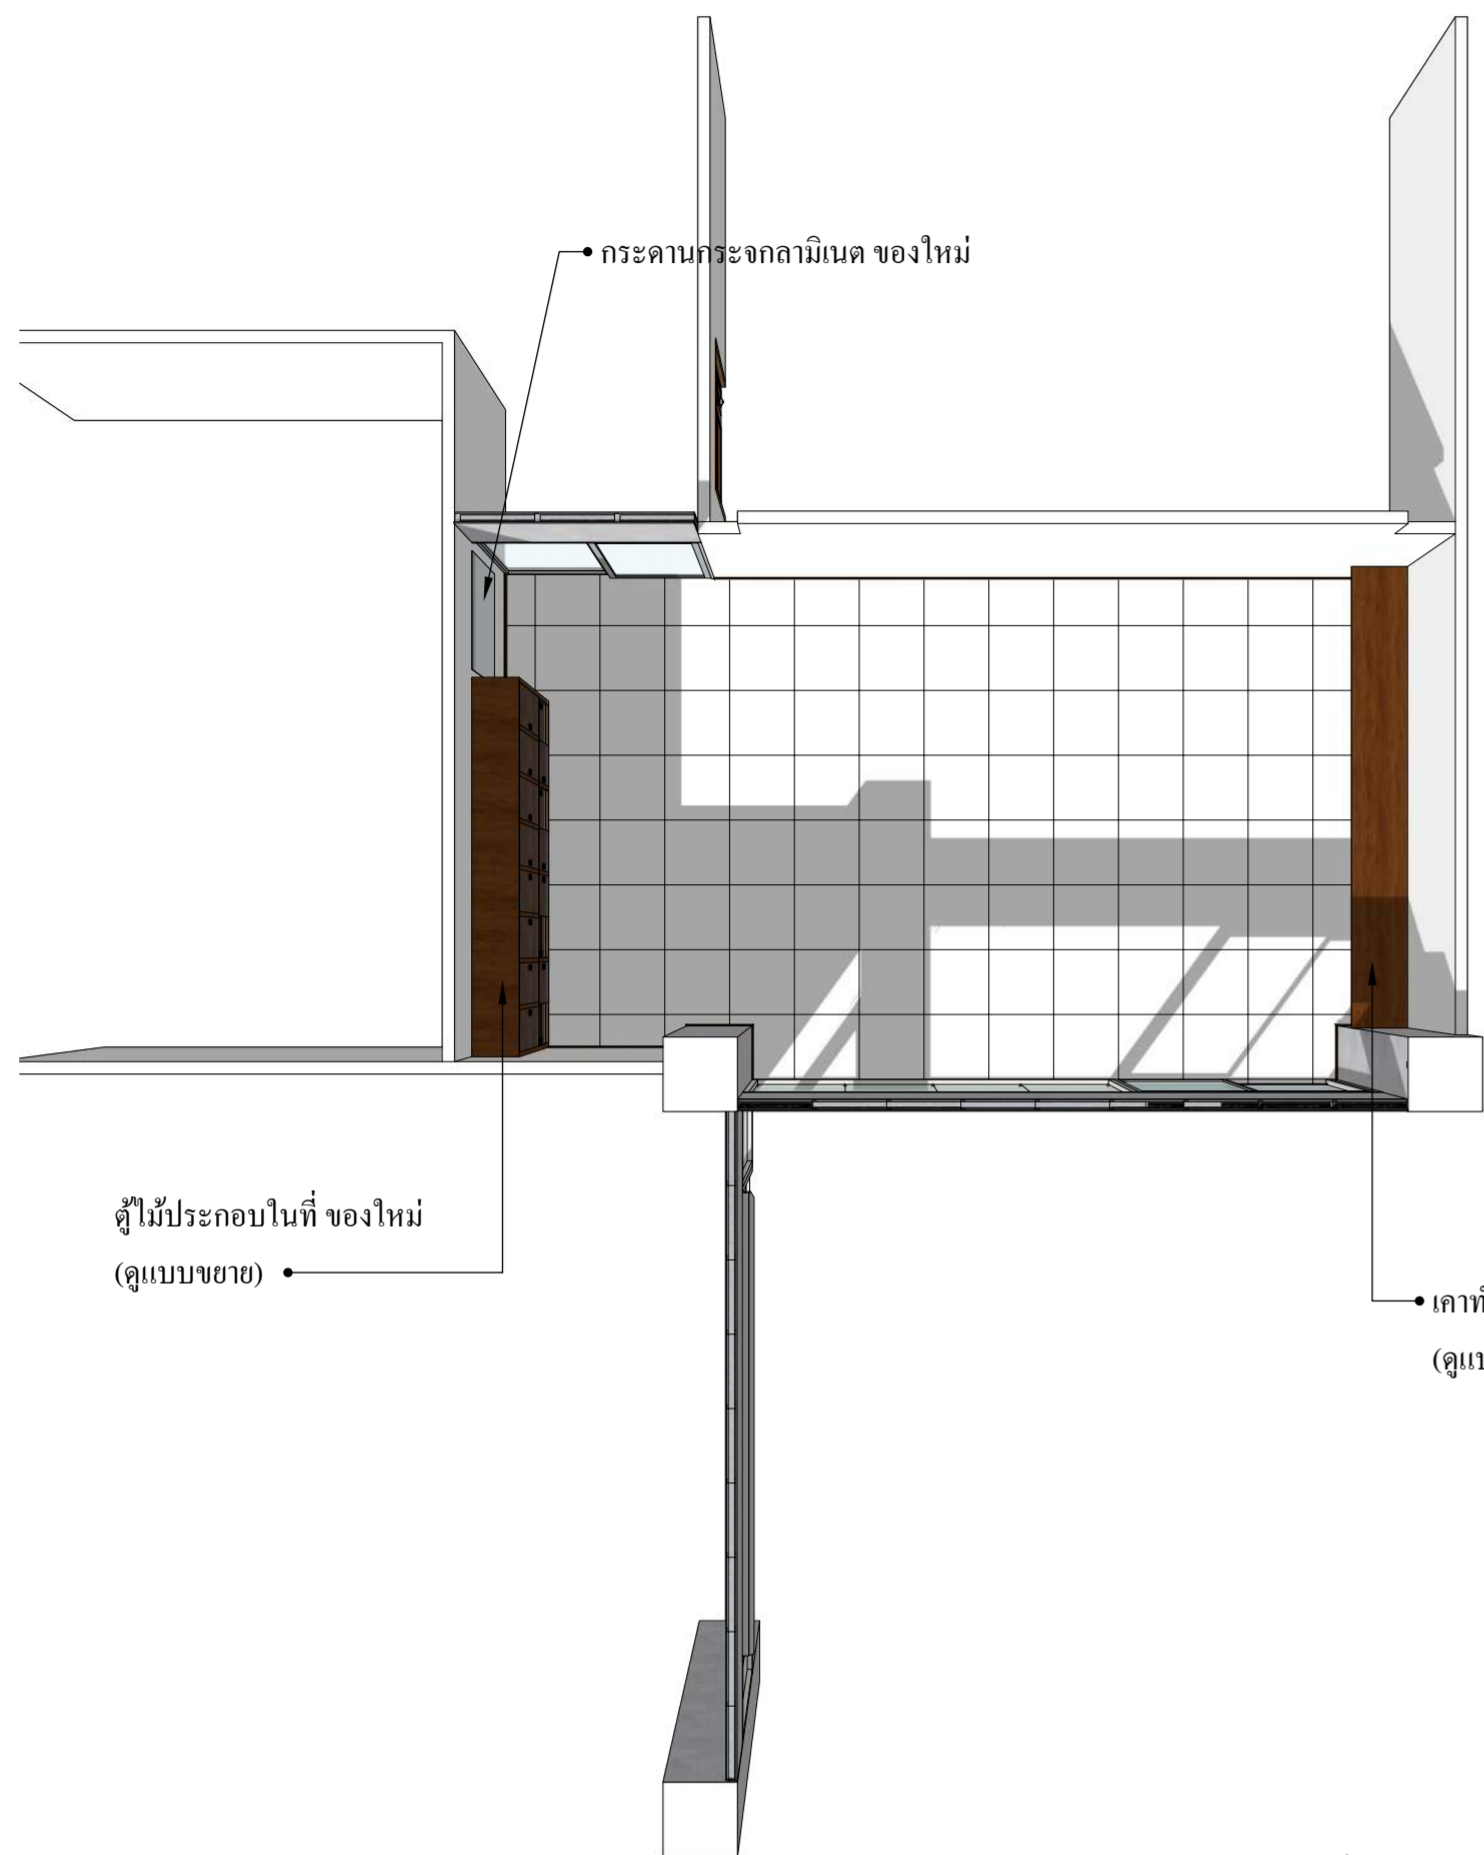 กระดานกระจกลามิเนต ของใหม่
ตู้ไม้ประกอบในที่ ของใหม่
(ดูแบบขยาย)